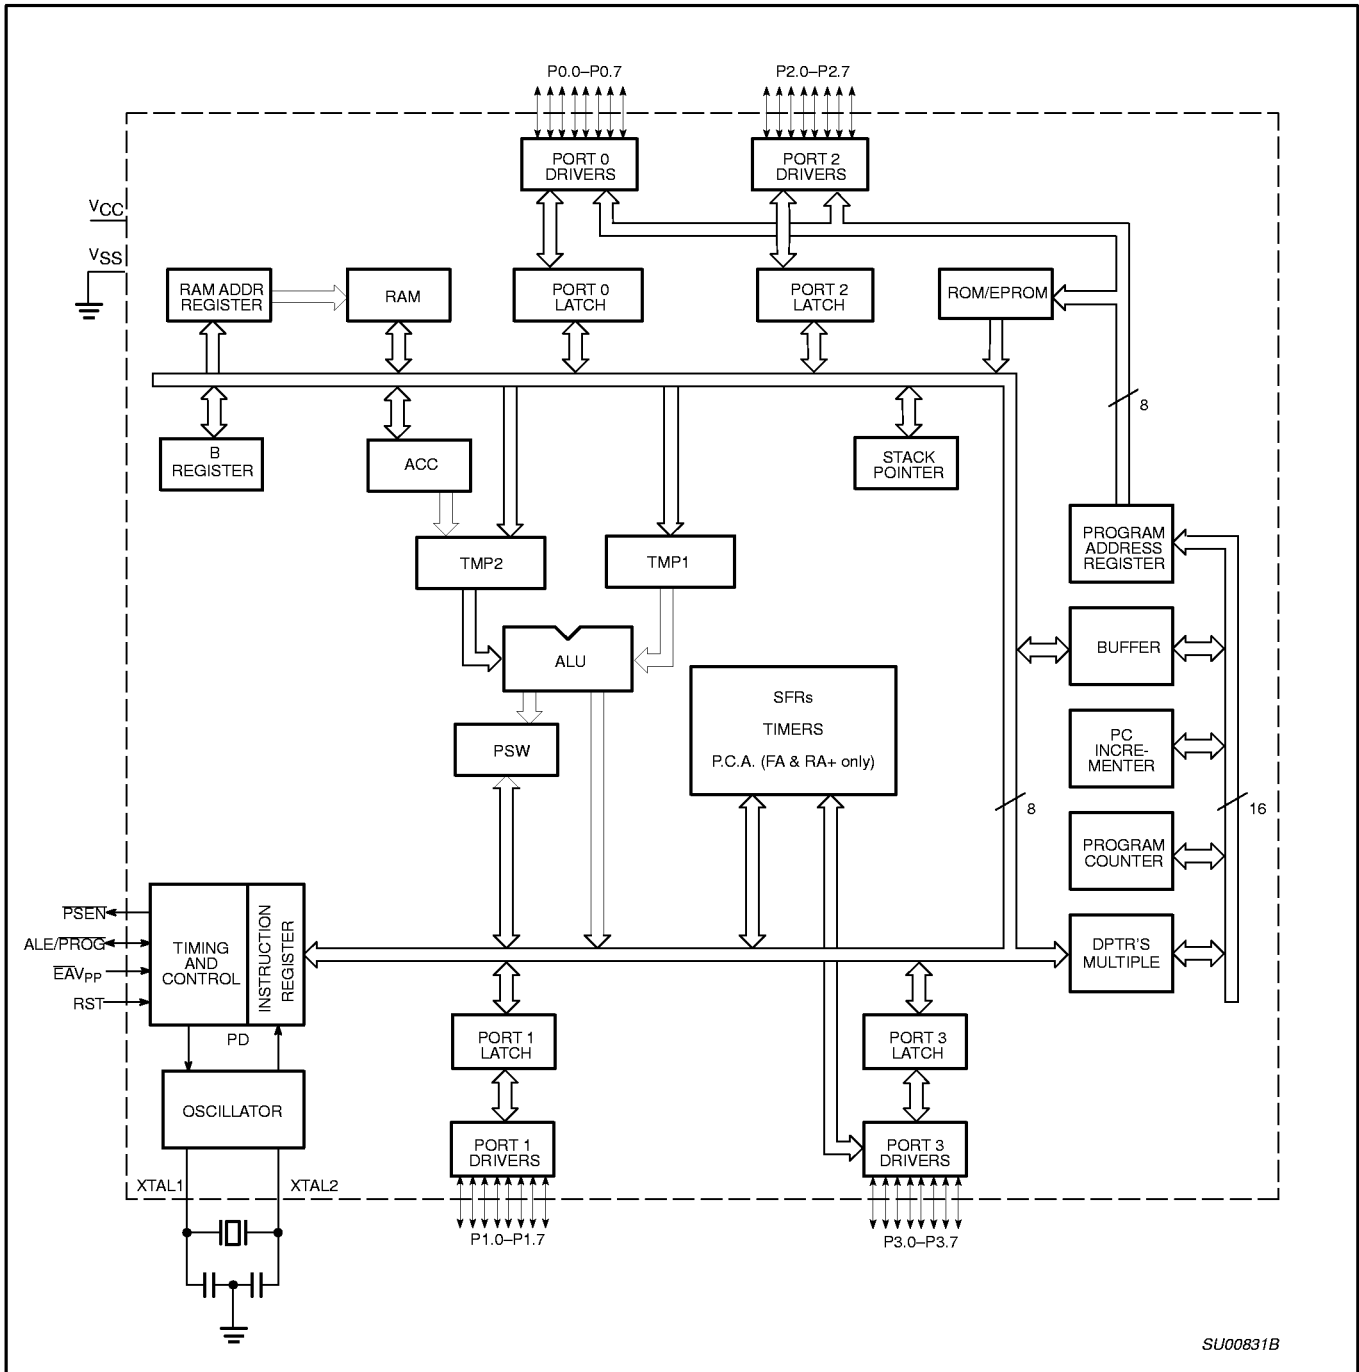 P0.0–P0.7
P2.0–P2.7
PORT 0
DRIVERS
PORT 2
DRIVERS
VCC
VSS
RAM ADDR
REGISTER
RAM
PORT 0
LATCH
PORT 2
LATCH
ROM/EPROM
8
B
REGISTER
ACC
STACK
POINTER
PROGRAM
ADDRESS
REGISTER
TMP2
TMP1
BUFFER
ALU
SFRs
TIMERS
P.C.A. (FA & RA+ only)
PSW
PC
INCRE-
MENTER
8
16
PROGRAM
COUNTER
PSEN
ALE/PROG
EAVPP
RST
TIMING
AND
CONTROL
INSTRUCTION
REGISTER
DPTR'S
MULTIPLE
PD
PORT 1
LATCH
PORT 3
LATCH
OSCILLATOR
PORT 1
DRIVERS
PORT 3
DRIVERS
XTAL1
XTAL2
P1.0–P1.7
P3.0–P3.7
SU00831B